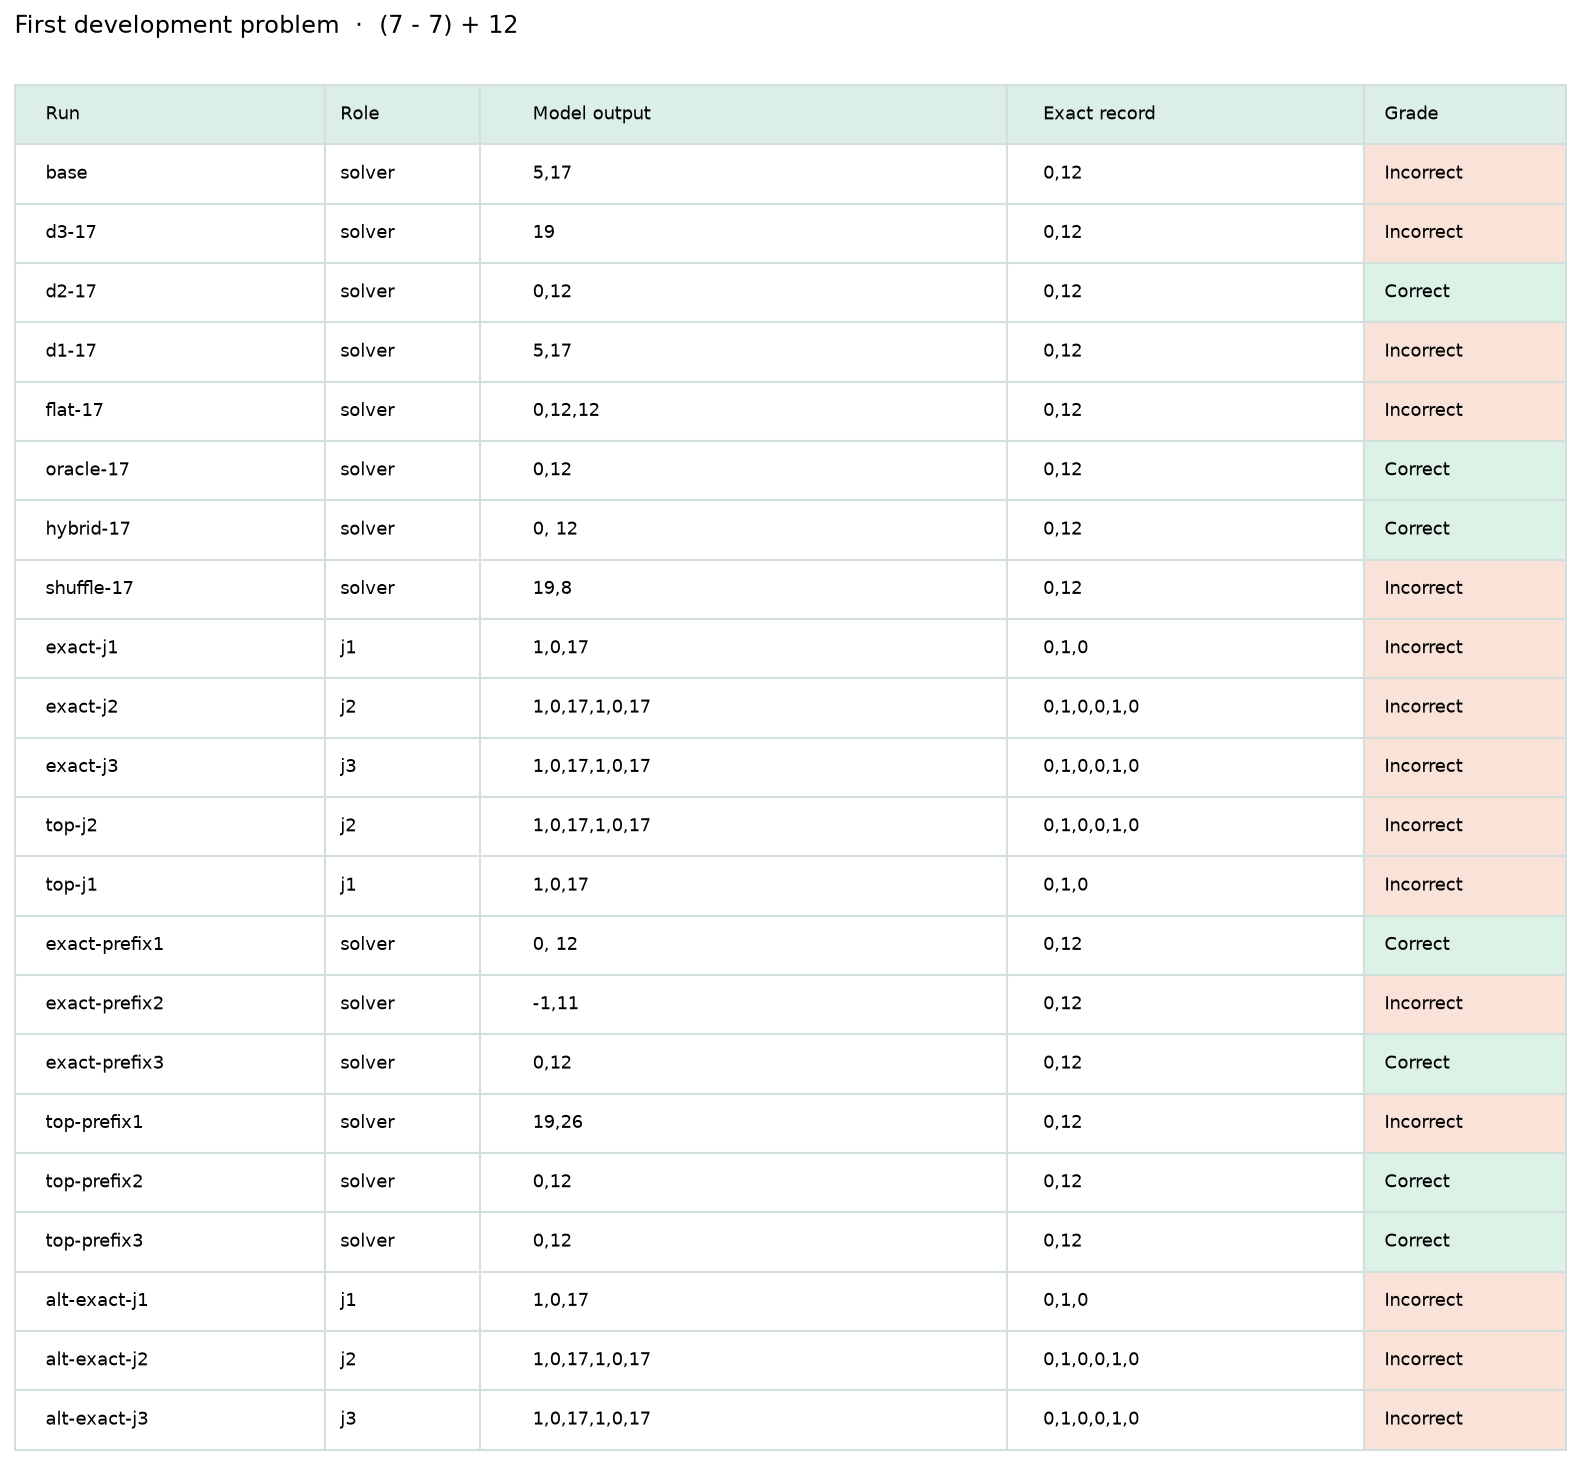 First development problem · (7 - 7) + 12
Run Role Model output Exact record Grade
base solver 5,17 0,12 Incorrect
d3-17 solver 19 0,12 Incorrect
d2-17 solver 0,12 0,12 Correct
d1-17 solver 5,17 0,12 Incorrect
flat-17 solver 0,12,12 0,12 Incorrect
oracle-17 solver 0,12 0,12 Correct
hybrid-17 solver 0, 12 0,12 Correct
shuffle-17 solver 19,8 0,12 Incorrect
exact-j1 j1 1,0,17 0,1,0 Incorrect
exact-j2 j2 1,0,17,1,0,17 0,1,0,0,1,0 Incorrect
exact-j3 j3 1,0,17,1,0,17 0,1,0,0,1,0 Incorrect
top-j2 j2 1,0,17,1,0,17 0,1,0,0,1,0 Incorrect
top-j1 j1 1,0,17 0,1,0 Incorrect
exact-prefix1 solver 0, 12 0,12 Correct
exact-prefix2 solver -1,11 0,12 Incorrect
exact-prefix3 solver 0,12 0,12 Correct
top-prefix1 solver 19,26 0,12 Incorrect
top-prefix2 solver 0,12 0,12 Correct
top-prefix3 solver 0,12 0,12 Correct
alt-exact-j1 j1 1,0,17 0,1,0 Incorrect
alt-exact-j2 j2 1,0,17,1,0,17 0,1,0,0,1,0 Incorrect
alt-exact-j3 j3 1,0,17,1,0,17 0,1,0,0,1,0 Incorrect